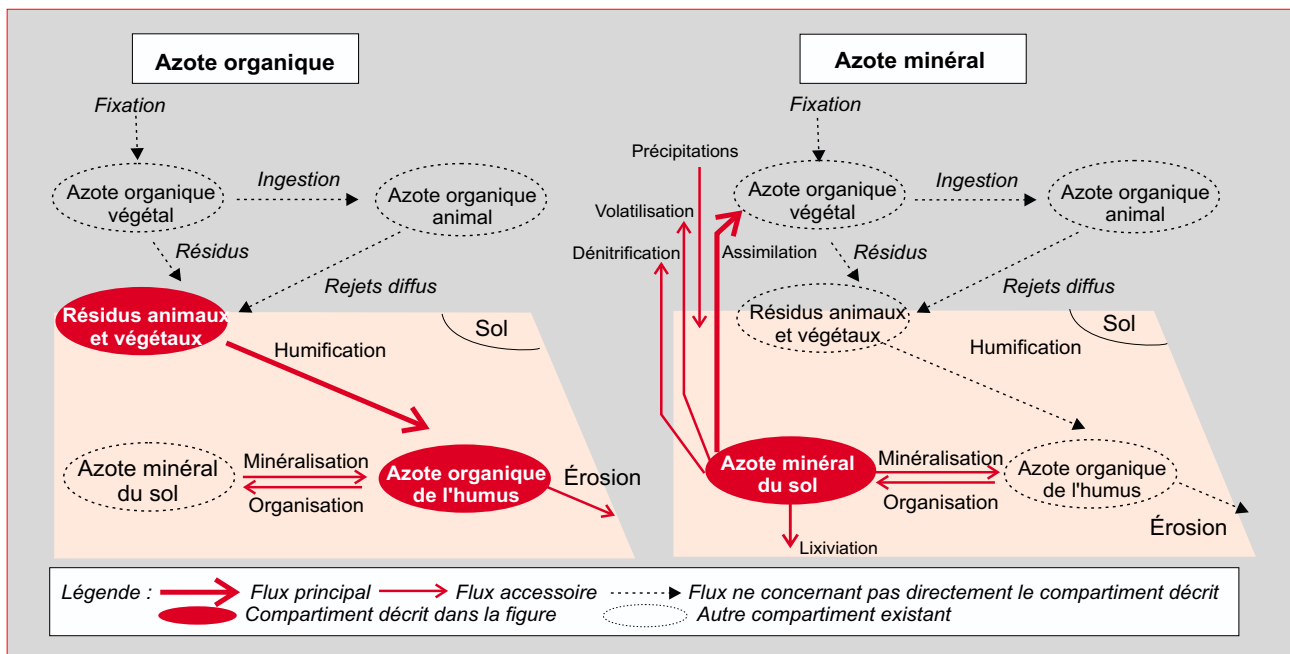 Azote organique
Fixation
Azote organique
végétal
Ingestion
Azote organique
animal
Résidus
Rejets diffus
Résidus animaux
et végétaux
Sol
Humification
Azote minéral
du sol
Minéralisation
Organisation
Azote organique
de l'humus
Érosion
Azote minéral
Fixation
Précipitations
Azote organique
végétal
Ingestion
Azote organique
animal
Volatilisation
Dénitrification
Assimilation
Résidus
Rejets diffus
Résidus animaux
et végétaux
Sol
Humification
Azote minéral
du sol
Minéralisation
Organisation
Azote organique
de l'humus
Érosion
Lixiviation
Légende :
Flux principal
Flux accessoire
Flux ne concernant pas directement le compartiment décrit
Compartiment décrit dans la figure
Autre compartiment existant